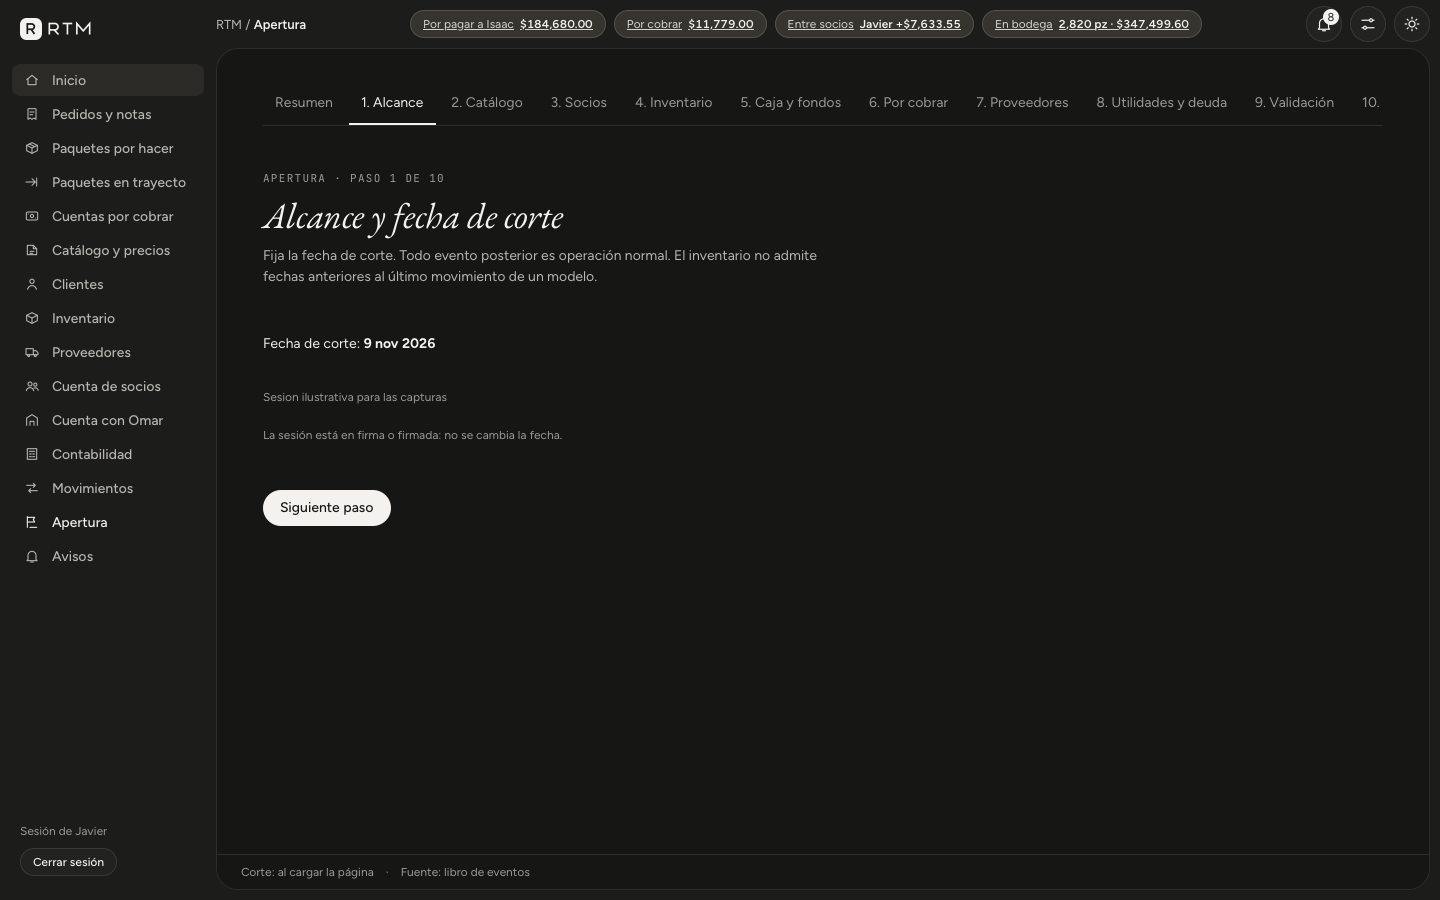 R RTM
RTM / Apertura
Por pagar a Isaac $184,680.00
Por cobrar $11,779.00
Entre socios Javier +$7,633.55
En bodega 2,820 pz · $347,499.60
8
Inicio
Pedidos y notas
Paquetes por hacer
Paquetes en trayecto
Cuentas por cobrar
Catálogo y precios
Clientes
Inventario
Proveedores
Cuenta de socios
Cuenta con Omar
Contabilidad
Movimientos
Apertura
Avisos
Sesión de Javier
Cerrar sesión
Resumen
1. Alcance
2. Catálogo
3. Socios
4. Inventario
5. Caja y fondos
6. Por cobrar
7. Proveedores
8. Utilidades y deuda
9. Validación
10.
APERTURA · PASO 1 DE 10
Alcance y fecha de corte
Fija la fecha de corte. Todo evento posterior es operación normal. El inventario no admite
fechas anteriores al último movimiento de un modelo.
Fecha de corte: 9 nov 2026
Sesion ilustrativa para las capturas
La sesión está en firma o firmada: no se cambia la fecha.
Siguiente paso
Corte: al cargar la página · Fuente: libro de eventos